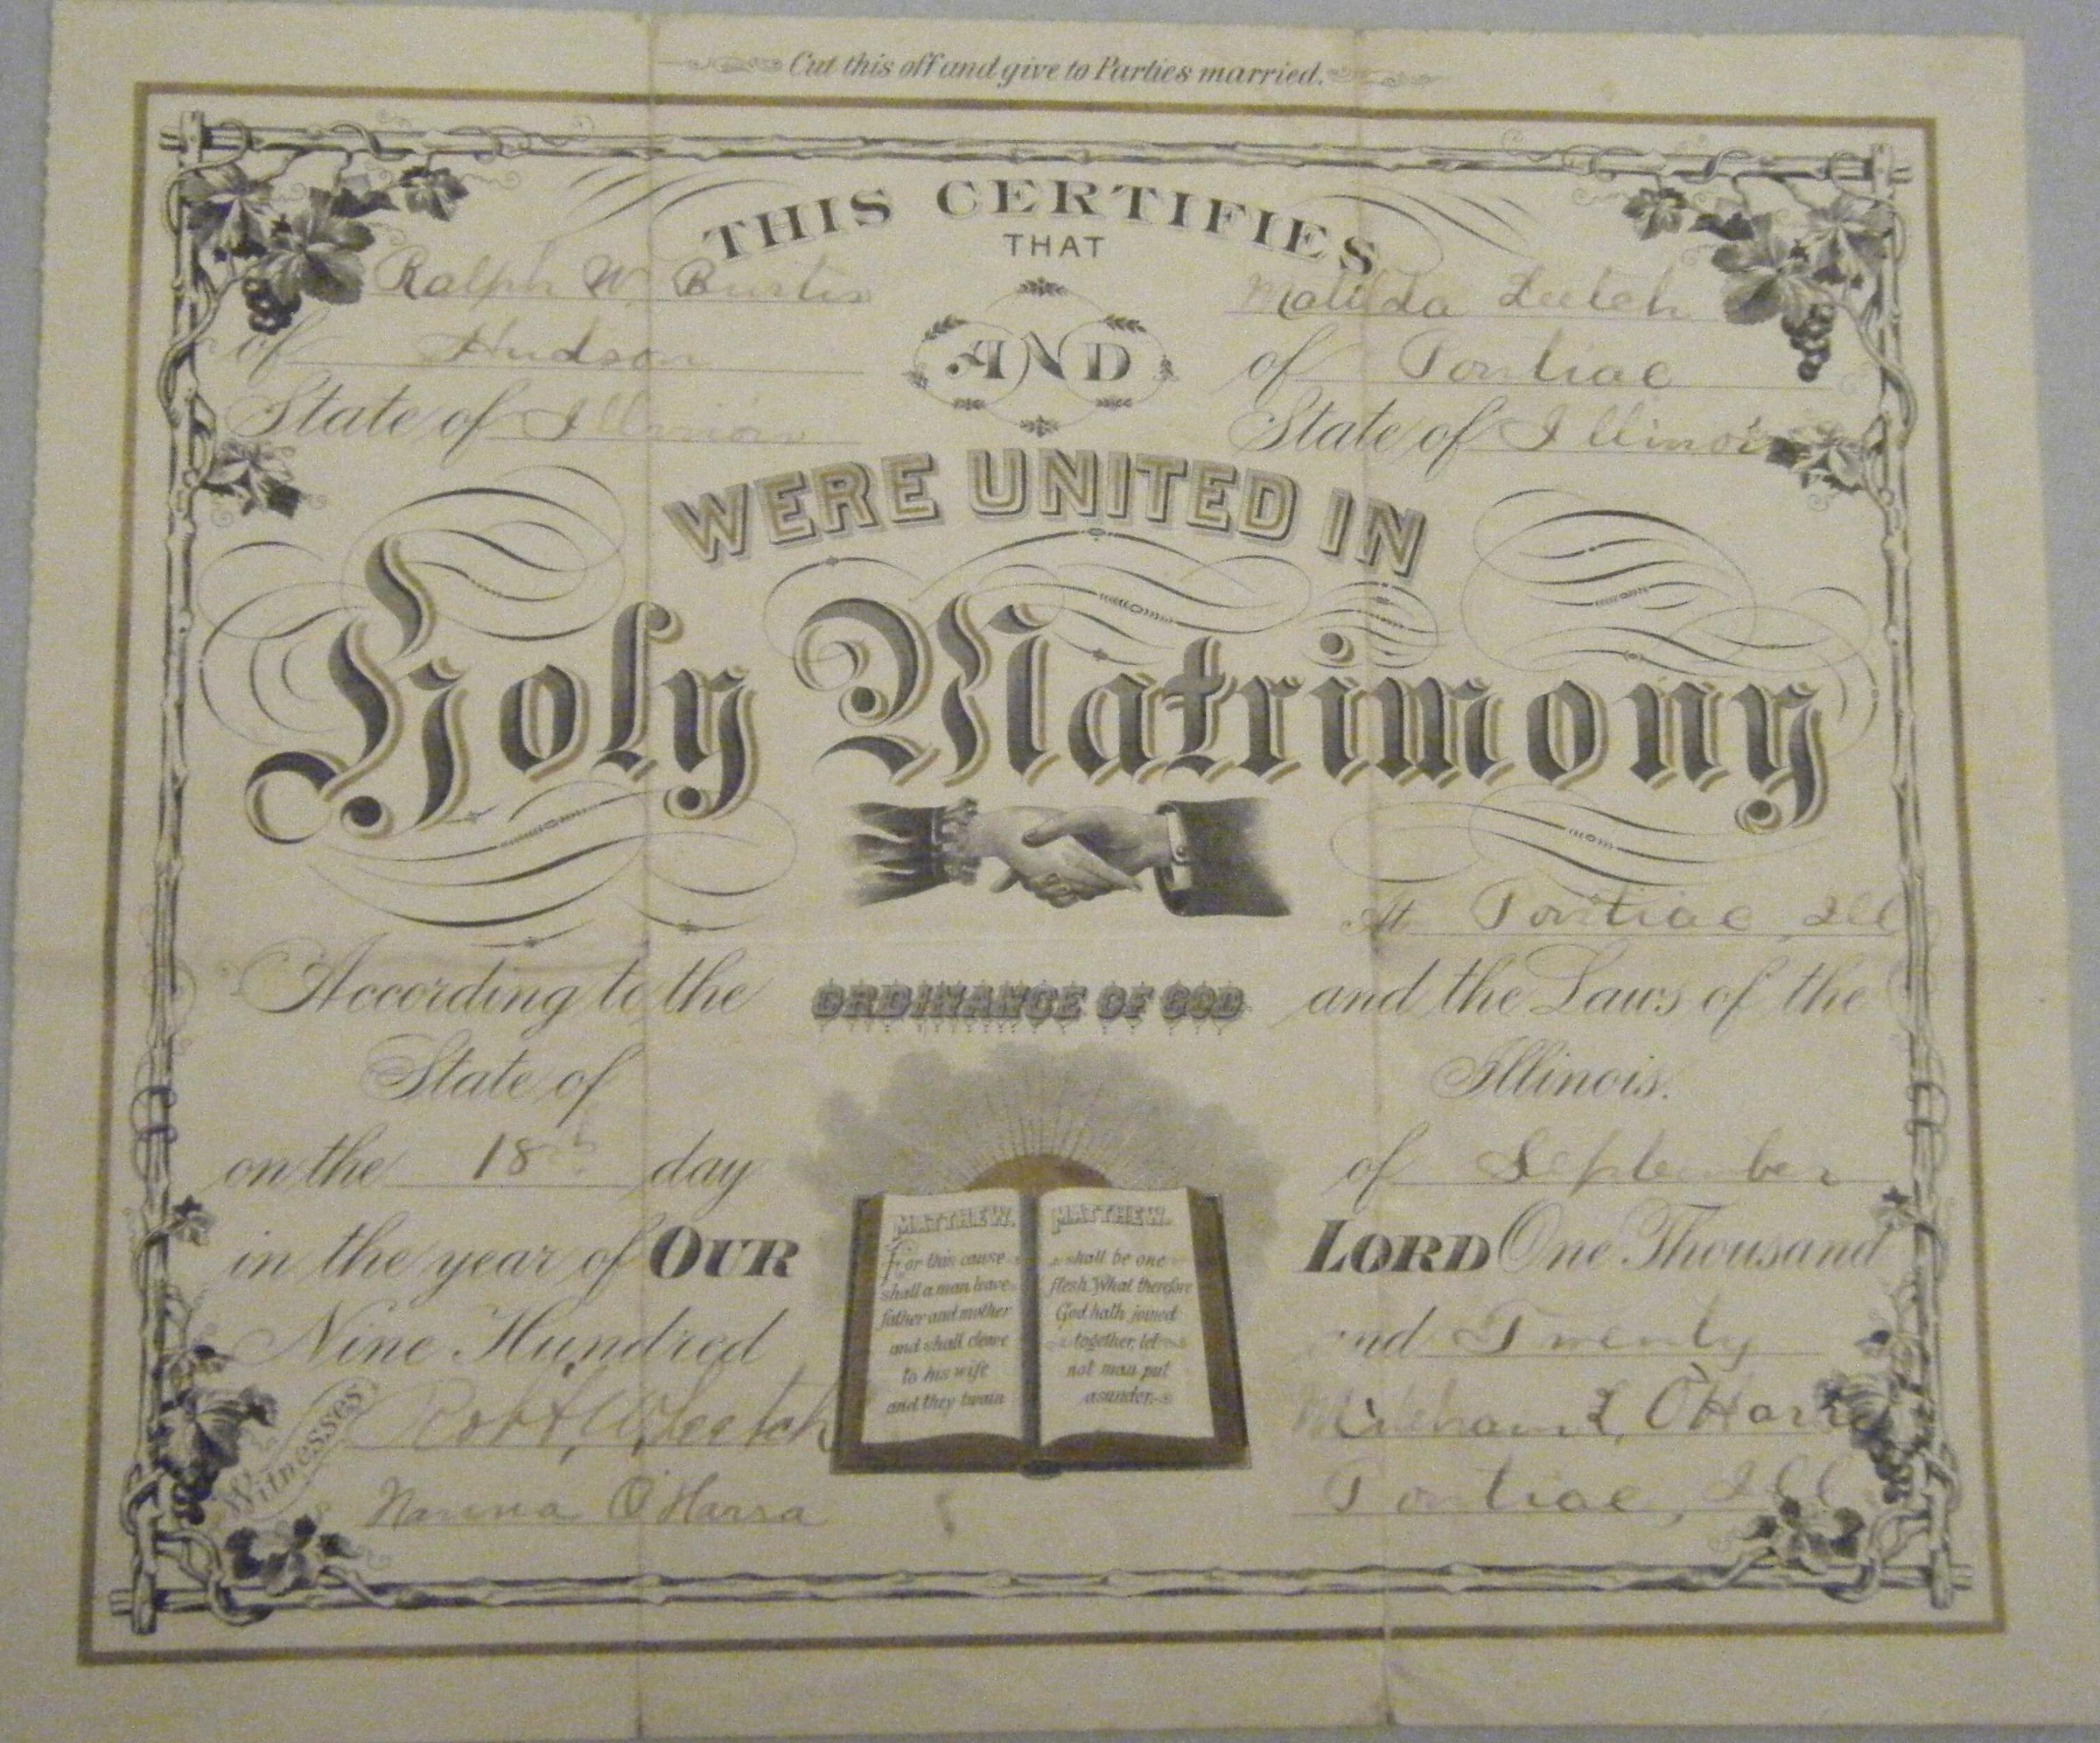 Cut this off and give to Parties married.
THIS CERTIFIES
THAT
Ralph W. Bustin
Matilda Leetch
AND
of Hudson
of Pontiac
State of Illinois
State of Illinois
WERE UNITED IN
Holy Matrimony
At Pontiac, Ill
According to the ORDINANCE OF GOD and the Laws of the
State of
Illinois.
on the 18th day
of September
in the year of OUR
LORD One Thousand
Nine Hundred
and Twenty
MATTHEW.
For this cause
shall a man leave
father and mother
and shall cleave
to his wife
and they twain
MATTHEW.
shall be one
flesh. What therefore
God hath joined
together, let
not man put
asunder.
Witnesses
Robt. W. Leetch
O'Harra
L. O'Harra
Pontiac, Ill